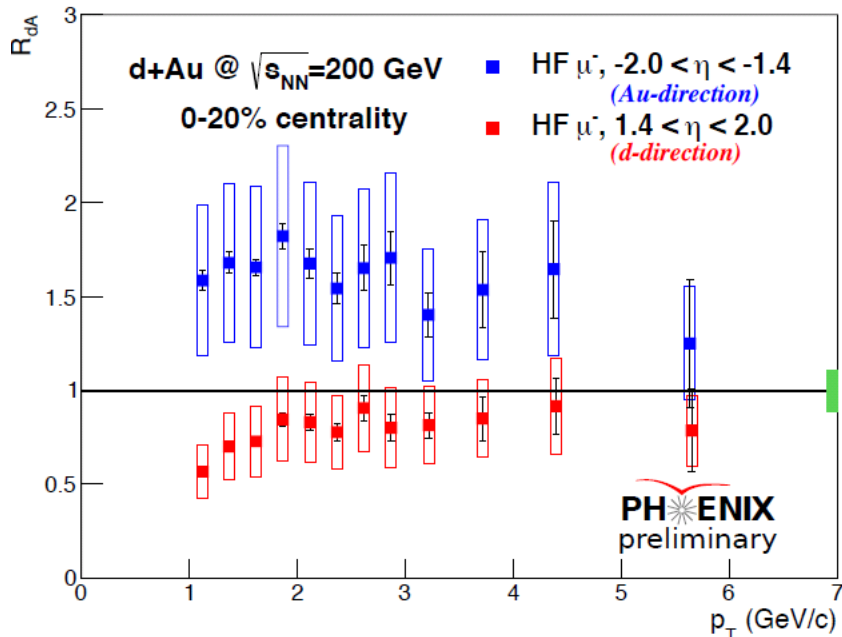 R_dA
3
2.5
2
1.5
1
0.5
0
d+Au @ √s_NN=200 GeV
0-20% centrality
HF μ⁻, -2.0 < η < -1.4
(Au-direction)
HF μ⁻, 1.4 < η < 2.0
(d-direction)
PH ENIX
preliminary
0 1 2 3 4 5 6 7
p_T (GeV/c)